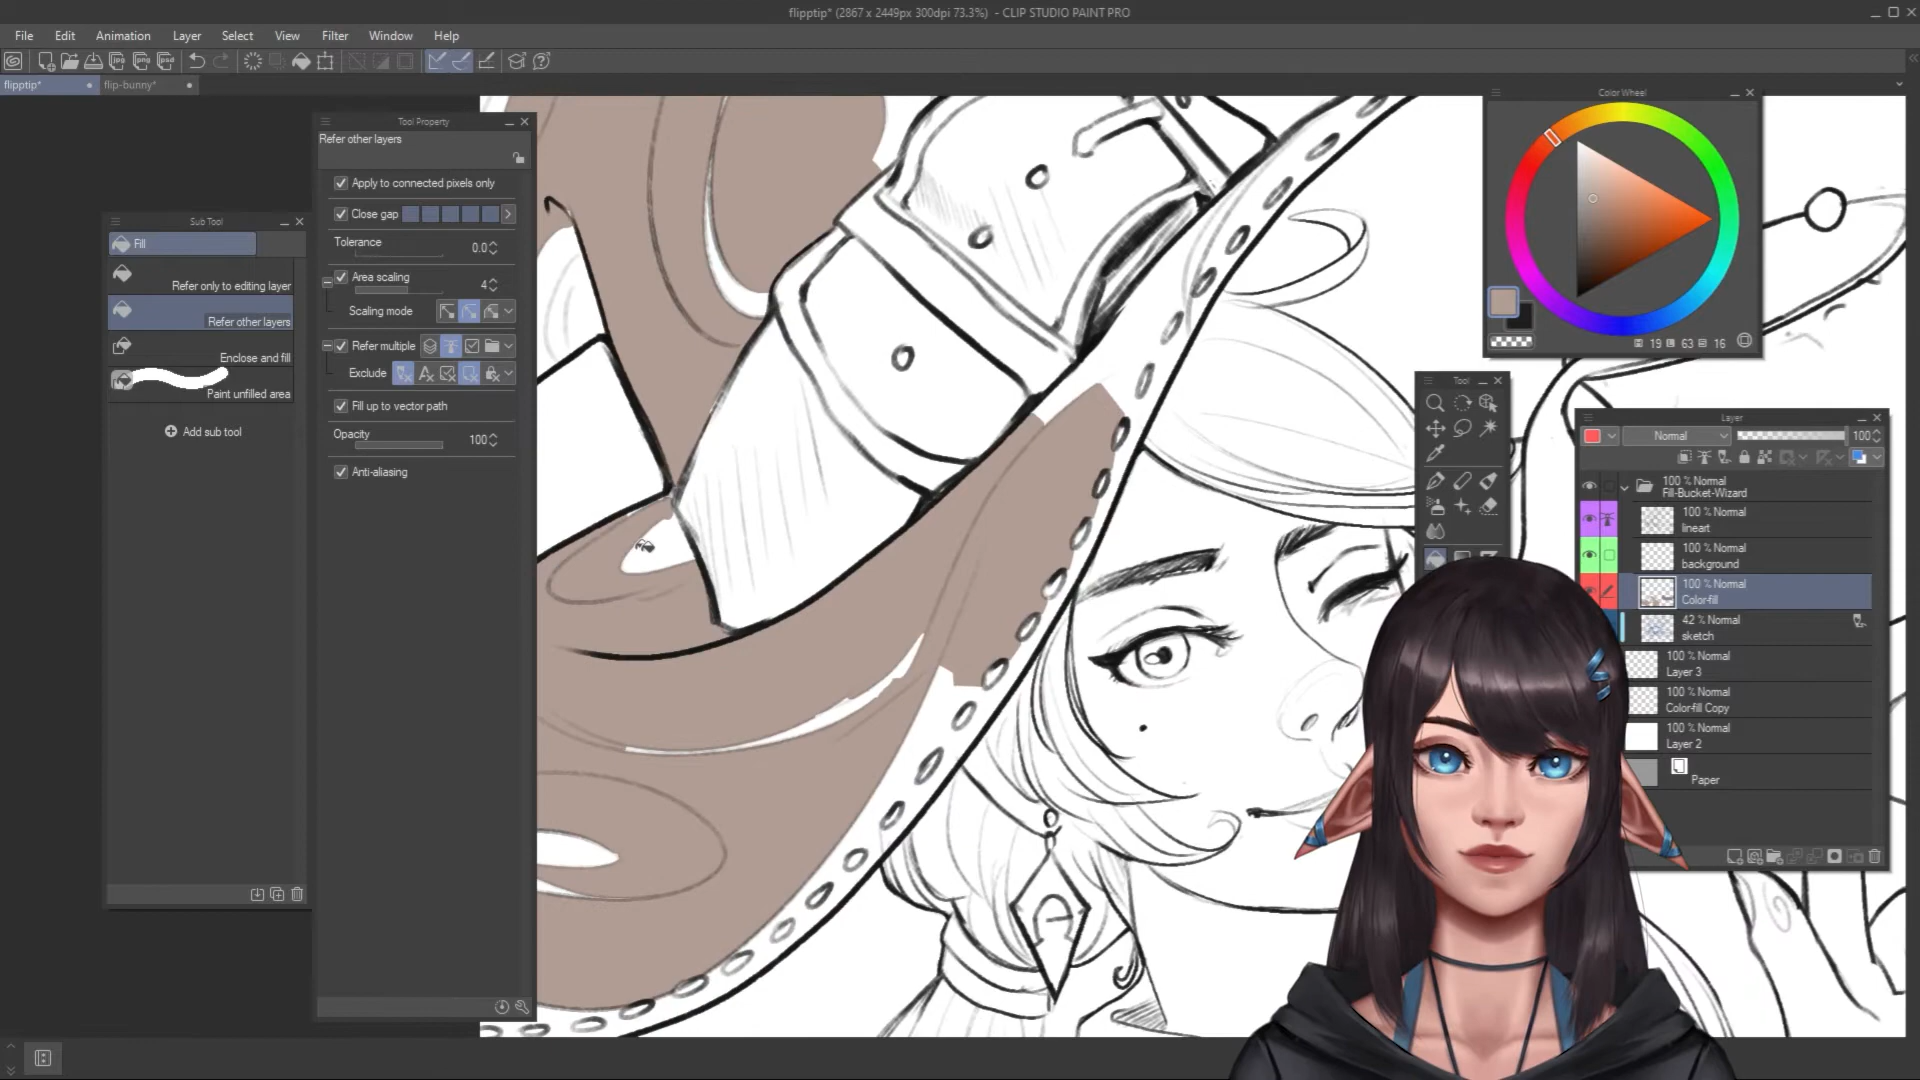 flipptip* (2867 x 2449px 300dpi 73.3%) - CLIP STUDIO PAINT PRO
File Edit Animation Layer Select View Filter Window Help
flipptip* flip-bunny*
Sub Tool
Fill
Refer only to editing layer
Refer other layers
Enclose and fill
Paint unfilled area
Add sub tool
Tool Property
Refer other layers
Apply to connected pixels only
Close gap
Tolerance 0.0
Area scaling 4
Scaling mode
Refer multiple
Exclude
Fill up to vector path
Opacity 100
Anti-aliasing
Color Wheel
19 63 16
Tool
Layer
Normal 100
100 % Normal
Fill-Bucket-Wizard
100 % Normal
lineart
100 % Normal
background
100 % Normal
Color-fill
42 % Normal
sketch
100 % Normal
Layer 3
100 % Normal
Color-fill Copy
100 % Normal
Layer 2
Paper